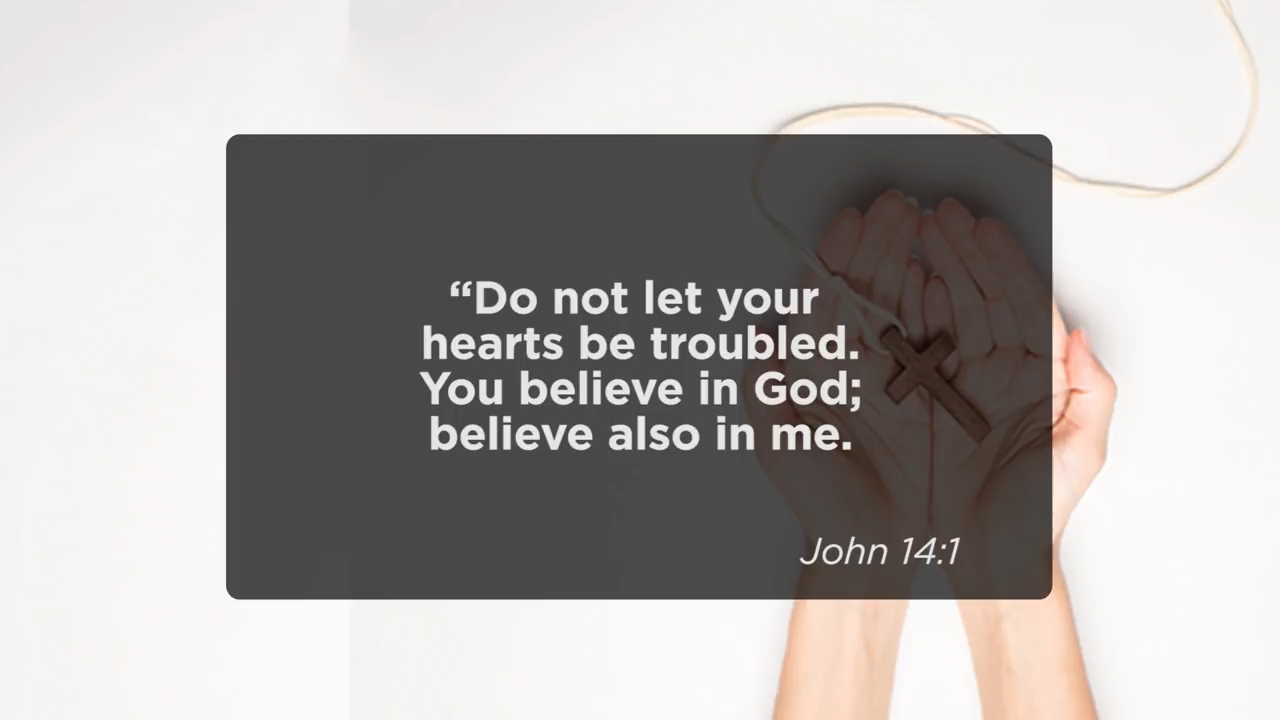 “Do not let your
hearts be troubled.
You believe in God;
believe also in me.
John 14:1